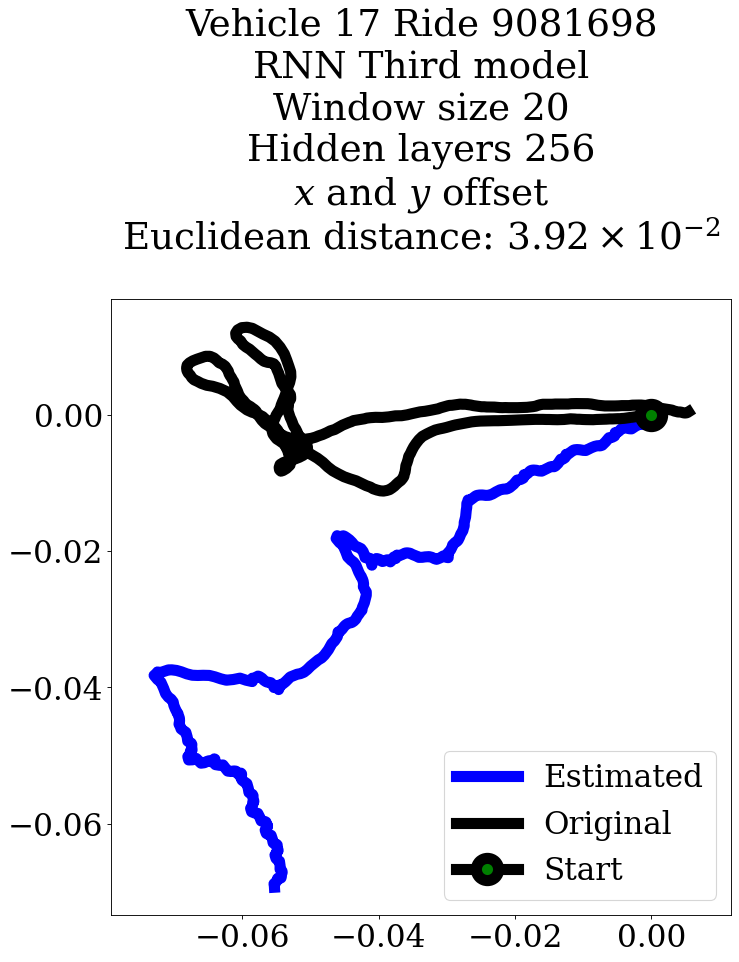 Vehicle 17 Ride 9081698
RNN Third model
Window size 20
Hidden layers 256
x and y offset
Euclidean distance: 3.92 × 10⁻²
0.00
−0.02
−0.04
−0.06
Estimated
Original
Start
−0.06 −0.04 −0.02 0.00